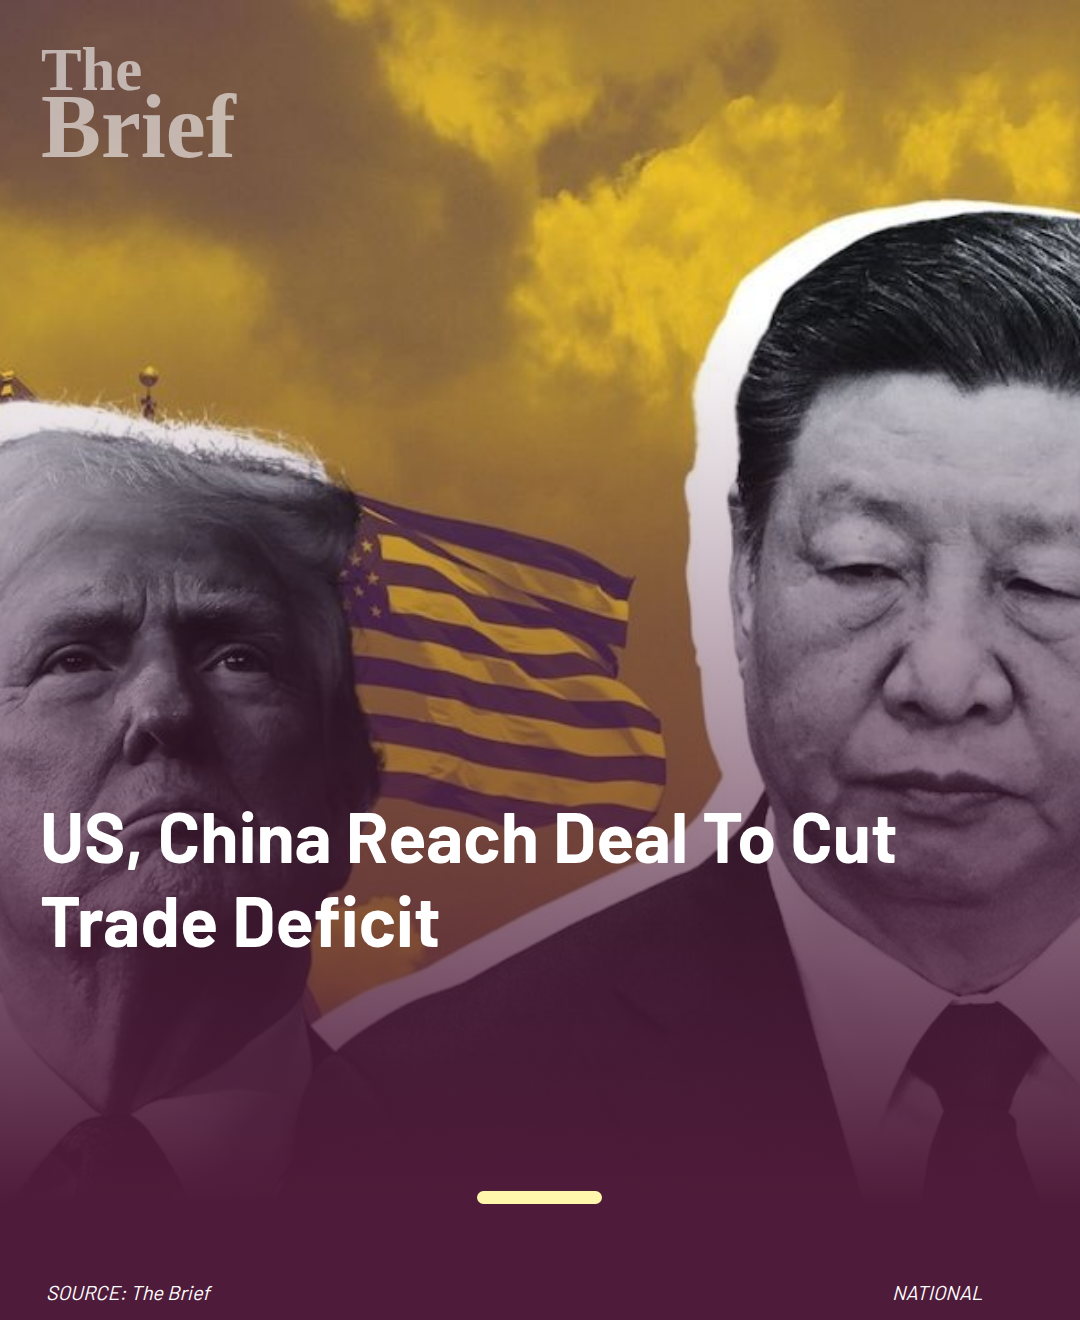 The
Brief
US, China Reach Deal To Cut
Trade Deficit
SOURCE: The Brief
NATIONAL